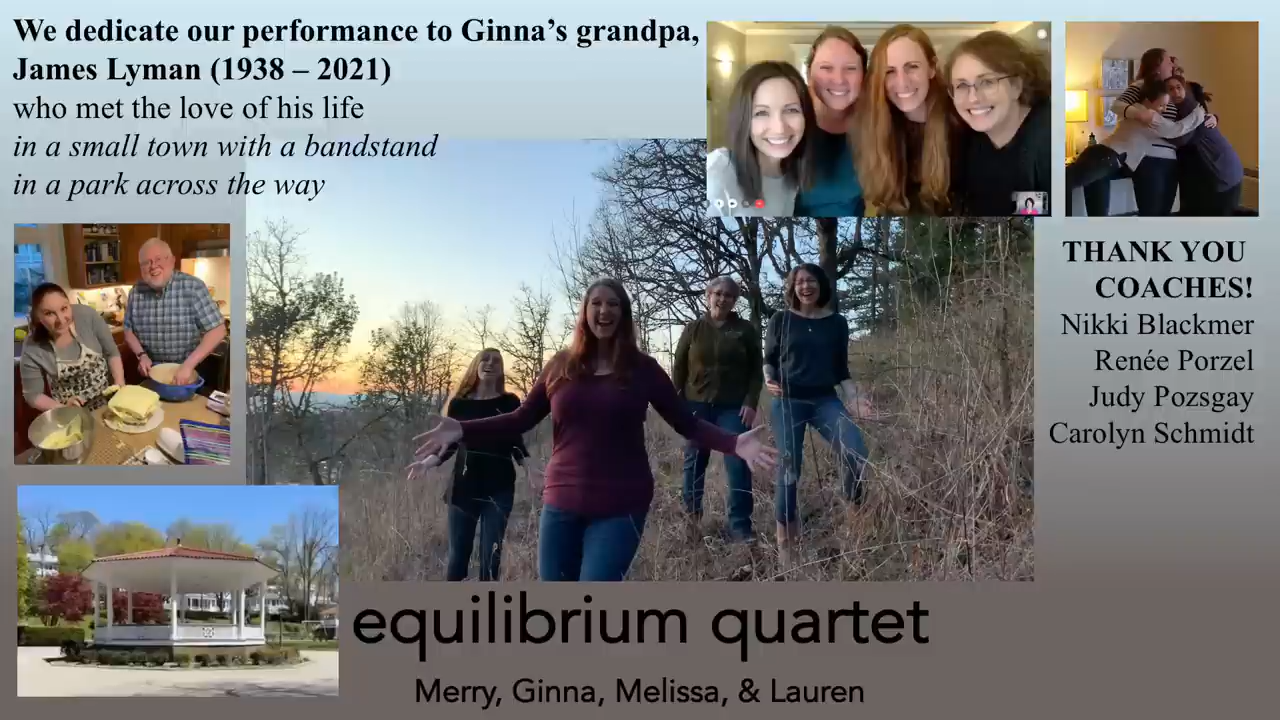 We dedicate our performance to Ginna’s grandpa,
James Lyman (1938 – 2021)
who met the love of his life
in a small town with a bandstand
in a park across the way
THANK YOU
COACHES!
Nikki Blackmer
Renée Porzel
Judy Pozsgay
Carolyn Schmidt
equilibrium quartet
Merry, Ginna, Melissa, & Lauren